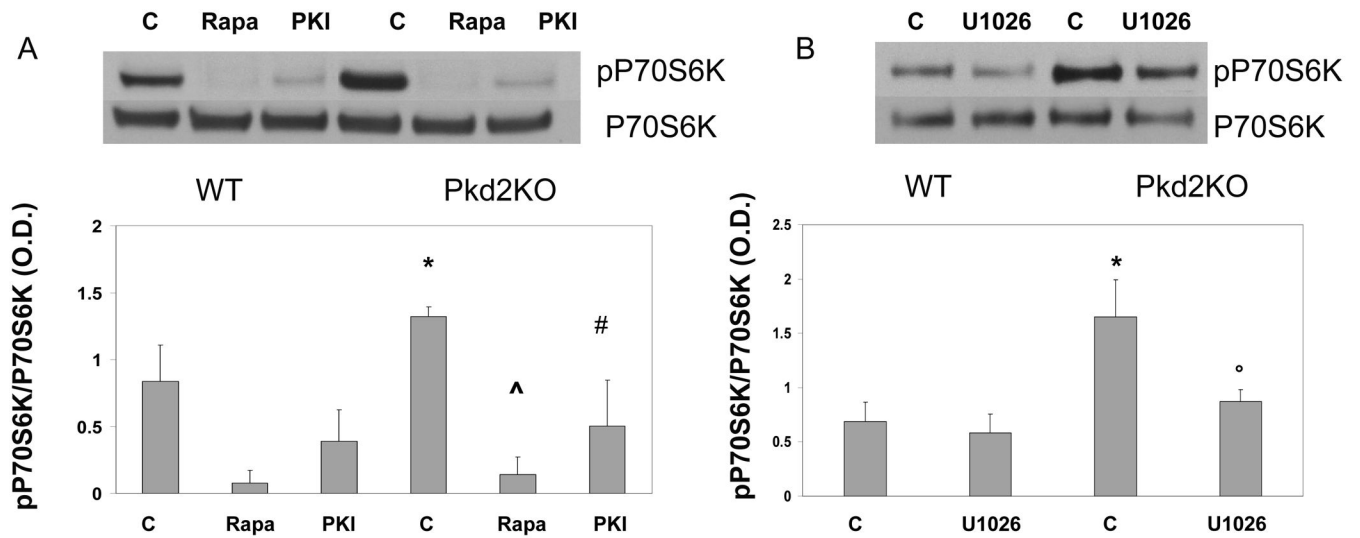 A
C Rapa PKI C Rapa PKI
pP70S6K
P70S6K
WT Pkd2KO
pP70S6K/P70S6K (O.D.)
2
1.5
1
0.5
0
*
^
#
C Rapa PKI C Rapa PKI
B
C U1026 C U1026
pP70S6K
P70S6K
WT Pkd2KO
pP70S6K/P70S6K (O.D.)
2.5
2
1.5
1
0.5
0
*
°
C U1026 C U1026